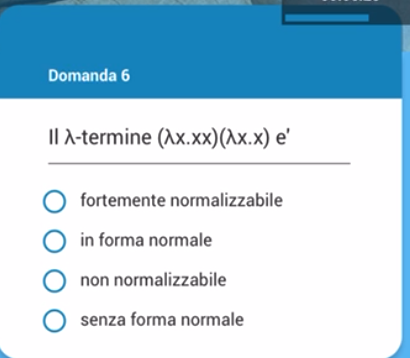 Domanda 6
Il λ-termine (λx.xx)(λx.x) e'
fortemente normalizzabile
in forma normale
non normalizzabile
senza forma normale